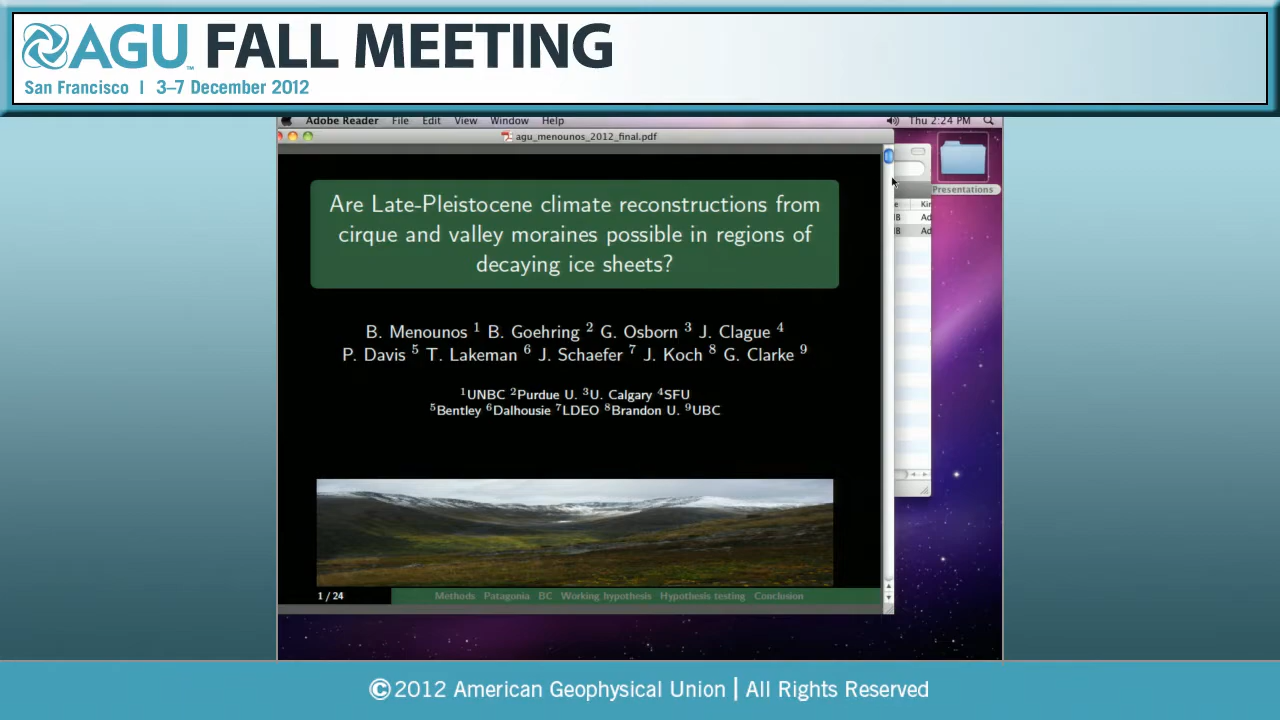 AGU™ FALL MEETING
San Francisco | 3–7 December 2012
Adobe Reader File Edit View Window Help Thu 2:24 PM
agu_menounos_2012_final.pdf
Are Late-Pleistocene climate reconstructions from
cirque and valley moraines possible in regions of
decaying ice sheets?
B. Menounos 1 B. Goehring 2 G. Osborn 3 J. Clague 4
P. Davis 5 T. Lakeman 6 J. Schaefer 7 J. Koch 8 G. Clarke 9
1UNBC 2Purdue U. 3U. Calgary 4SFU
5Bentley 6Dalhousie 7LDEO 8Brandon U. 9UBC
1 / 24 Methods Patagonia BC Working hypothesis Hypothesis testing Conclusion
Presentations
©2012 American Geophysical Union | All Rights Reserved